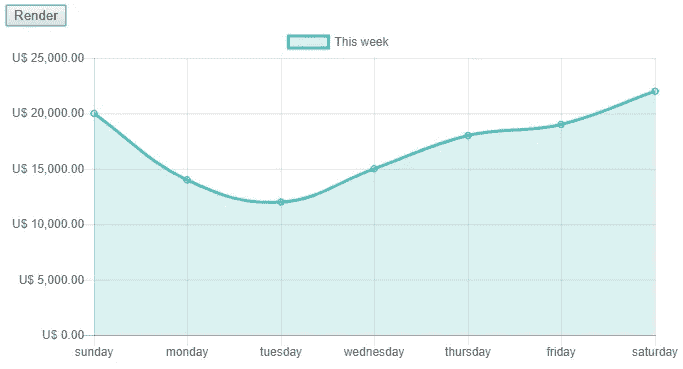 Render
This week
U$ 25,000.00
U$ 20,000.00
U$ 15,000.00
U$ 10,000.00
U$ 5,000.00
U$ 0.00
sunday monday tuesday wednesday thursday friday saturday